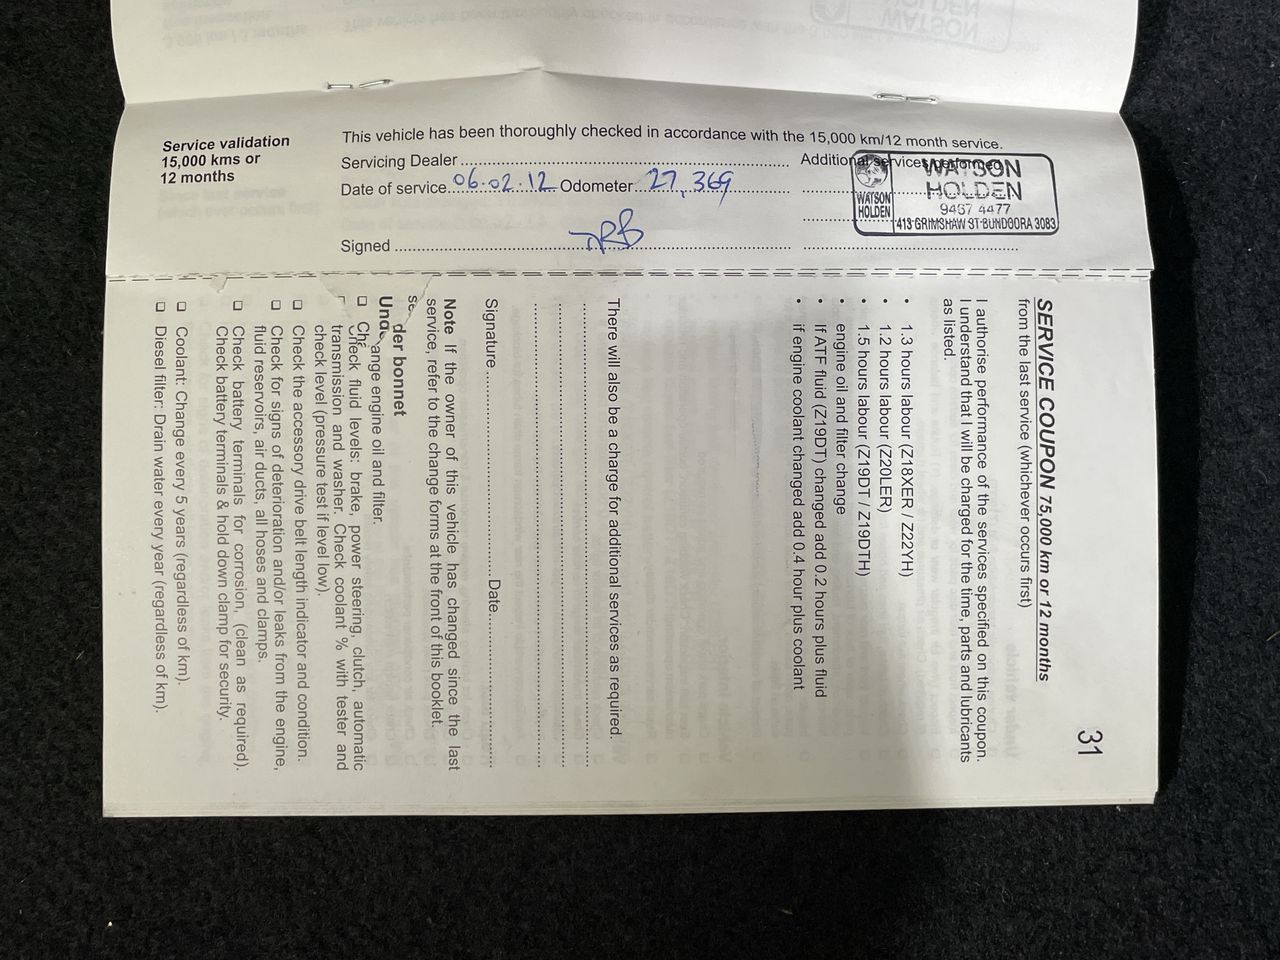 Service validation
15,000 kms or
12 months
This vehicle has been thoroughly checked in accordance with the 15,000 km/12 month service.
Servicing Dealer
Additional services performed
Date of service 06.02.12 Odometer 27,369
Signed
WATSON
HOLDEN
WATSON
HOLDEN
9467 4477
413 GRIMSHAW ST BUNDOORA 3083
31
SERVICE COUPON 75,000 km or 12 months
from the last service (whichever occurs first)
I authorise performance of the services specified on this coupon.
I understand that I will be charged for the time, parts and lubricants
as listed.
• 1.3 hours labour (Z18XER / Z22YH)
• 1.2 hours labour (Z20LER)
• 1.5 hours labour (Z19DT / Z19DTH)
• engine oil and filter change
• If ATF fluid (Z19DT) changed add 0.2 hours plus fluid
• if engine coolant changed add 0.4 hour plus coolant
There will also be a charge for additional services as required.
Signature Date
Note If the owner of this vehicle has changed since the last
service, refer to the change forms at the front of this booklet.
der bonnet
ange engine oil and filter.
Check fluid levels: brake, power steering, clutch, automatic
transmission and washer. Check coolant % with tester and
check level (pressure test if level low).
Check the accessory drive belt length indicator and condition.
Check for signs of deterioration and/or leaks from the engine,
fluid reservoirs, air ducts, all hoses and clamps.
Check battery terminals for corrosion, (clean as required).
Check battery terminals & hold down clamp for security.
Coolant: Change every 5 years (regardless of km).
Diesel filter: Drain water every year (regardless of km).